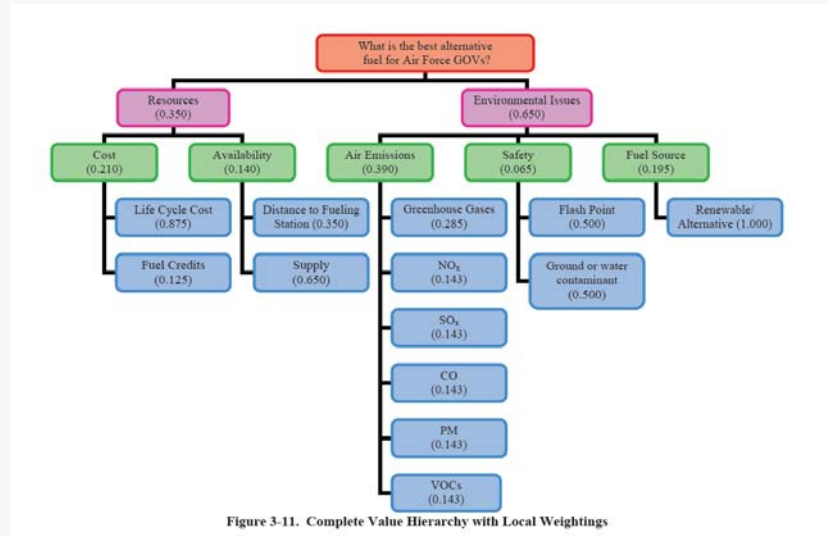 What is the best alternative
fuel for Air Force GOVs?
Resources
(0.350)
Environmental Issues
(0.650)
Cost
(0.210)
Availability
(0.140)
Air Emissions
(0.390)
Safety
(0.065)
Fuel Source
(0.195)
Life Cycle Cost
(0.875)
Distance to Fueling
Station (0.350)
Greenhouse Gases
(0.285)
Flash Point
(0.500)
Renewable/
Alternative (1.000)
Fuel Credits
(0.125)
Supply
(0.650)
NOx
(0.143)
Ground or water
contaminant
(0.500)
SOx
(0.143)
CO
(0.143)
PM
(0.143)
VOCs
(0.143)
Figure 3-11. Complete Value Hierarchy with Local Weightings